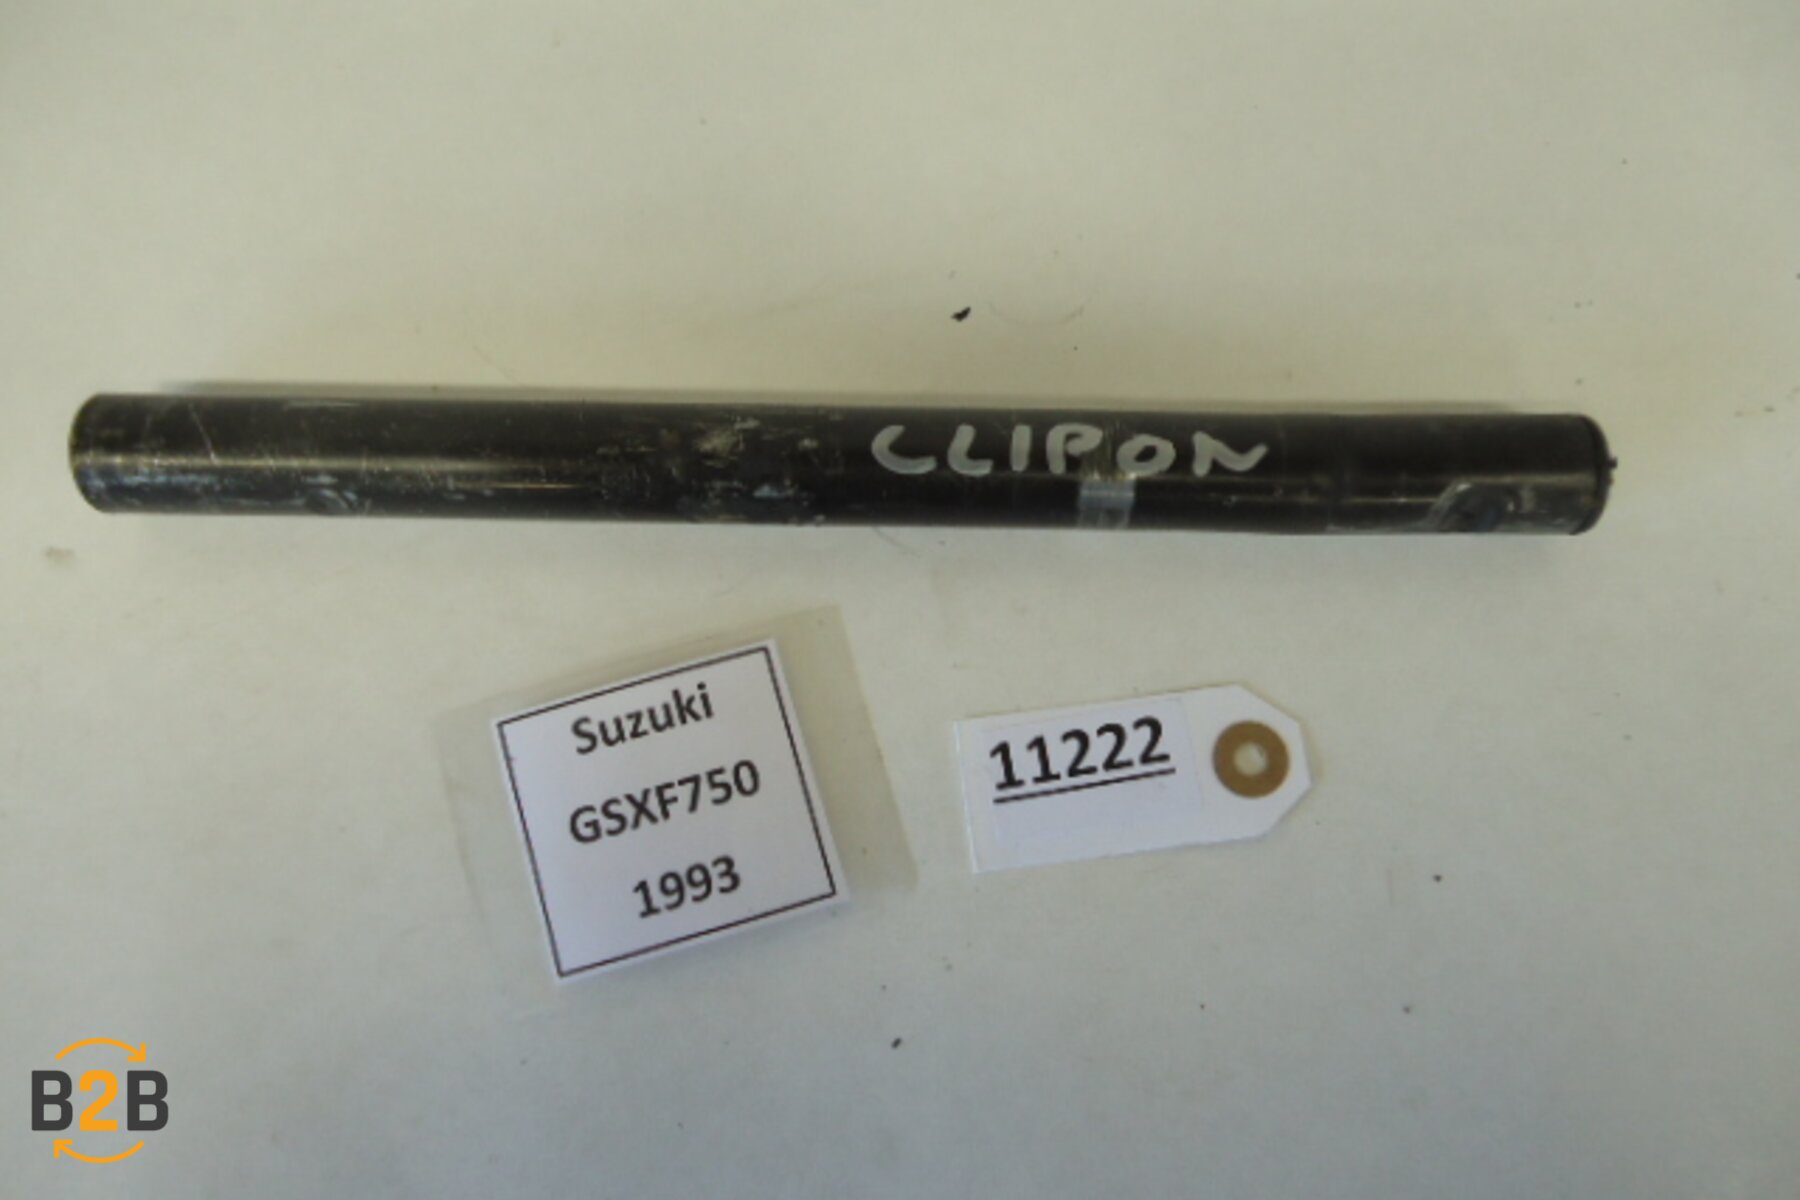 CLIPON
Suzuki
GSXF750
1993
11222
B2B